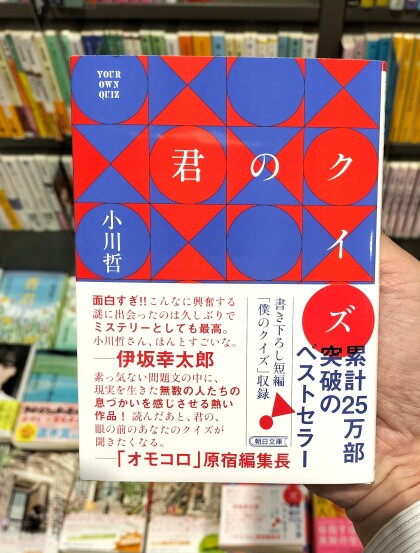 YOUR
OWN
QUIZ
君のクイズ
小川哲
面白すぎ!!こんなに興奮する
謎に出会ったのは久しぶりで
ミステリーとしても最高。
小川哲さん、ほんとすごいな。
──伊坂幸太郎
素っ気ない問題文の中に、
現実を生きた無数の人たちの
息づかいを感じさせる熱い
作品！ 読んだあと、君の、
眼の前のあなたのクイズが
聞きたくなる。
──「オモコロ」原宿編集長
書き下ろし短編
「僕のクイズ」収録
朝日文庫
累計25万部
突破の
ベストセラー